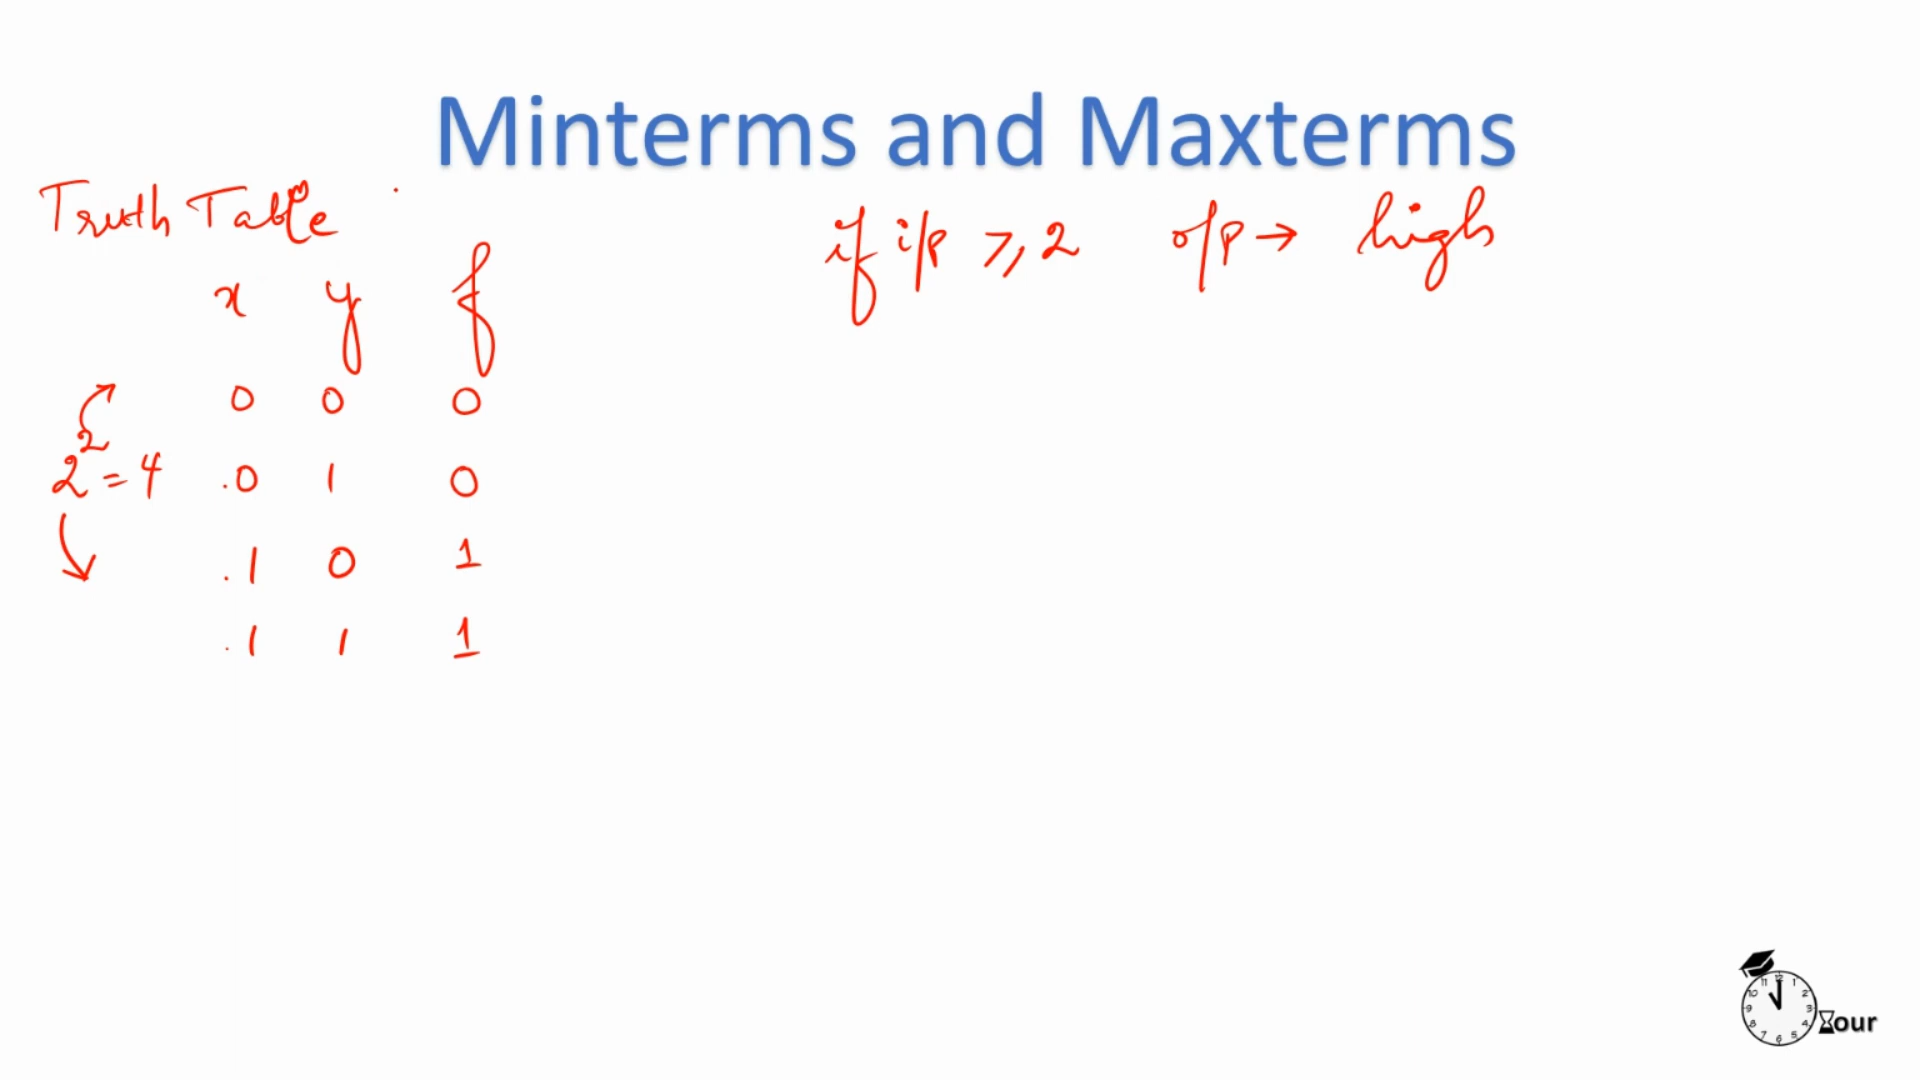 Minterms and Maxterms
Truth Table
if i/p ≥ 2 o/p → high
x y f
0 0 0
2² = 4 0 1 0
1 0 1
1 1 1
Hour